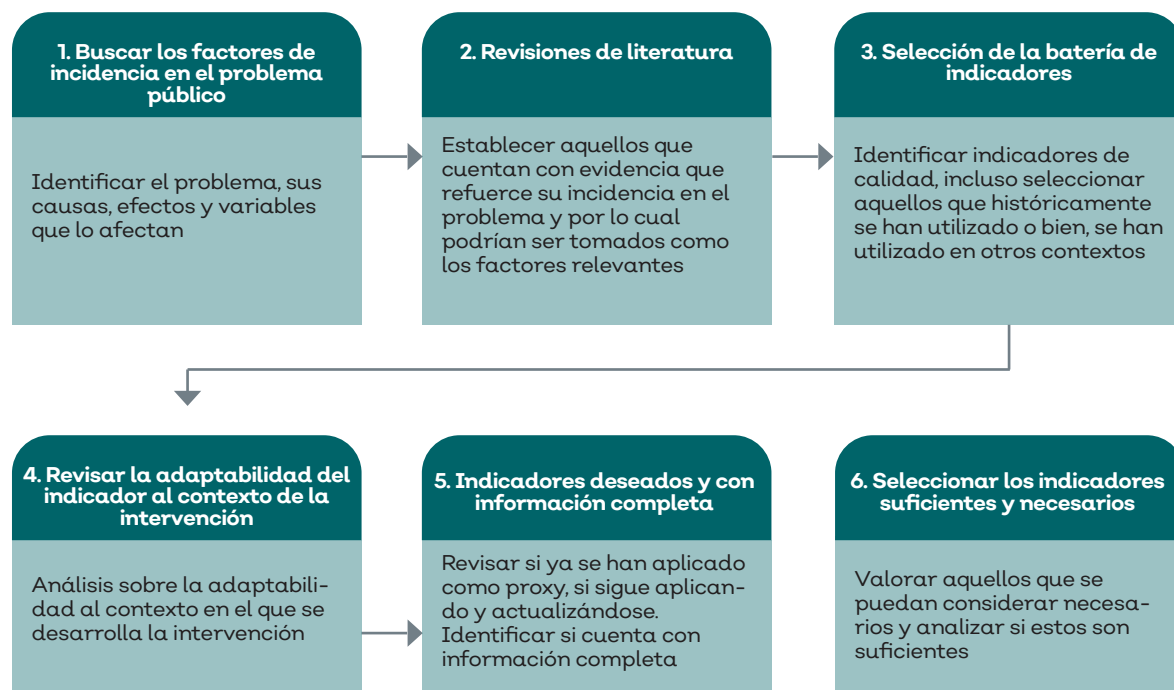 1. Buscar los factores de
incidencia en el problema
público
Identificar el problema, sus
causas, efectos y variables
que lo afectan
2. Revisiones de literatura
Establecer aquellos que
cuentan con evidencia que
refuerce su incidencia en el
problema y por lo cual
podrían ser tomados como
los factores relevantes
3. Selección de la batería de
indicadores
Identificar indicadores de
calidad, incluso seleccionar
aquellos que históricamente
se han utilizado o bien, se han
utilizado en otros contextos
4. Revisar la adaptabilidad del
indicador al contexto de la
intervención
Análisis sobre la adaptabili-
dad al contexto en el que se
desarrolla la intervención
5. Indicadores deseados y con
información completa
Revisar si ya se han aplicado
como proxy, si sigue aplican-
do y actualizándose.
Identificar si cuenta con
información completa
6. Seleccionar los indicadores
suficientes y necesarios
Valorar aquellos que se
puedan considerar necesa-
rios y analizar si estos son
suficientes